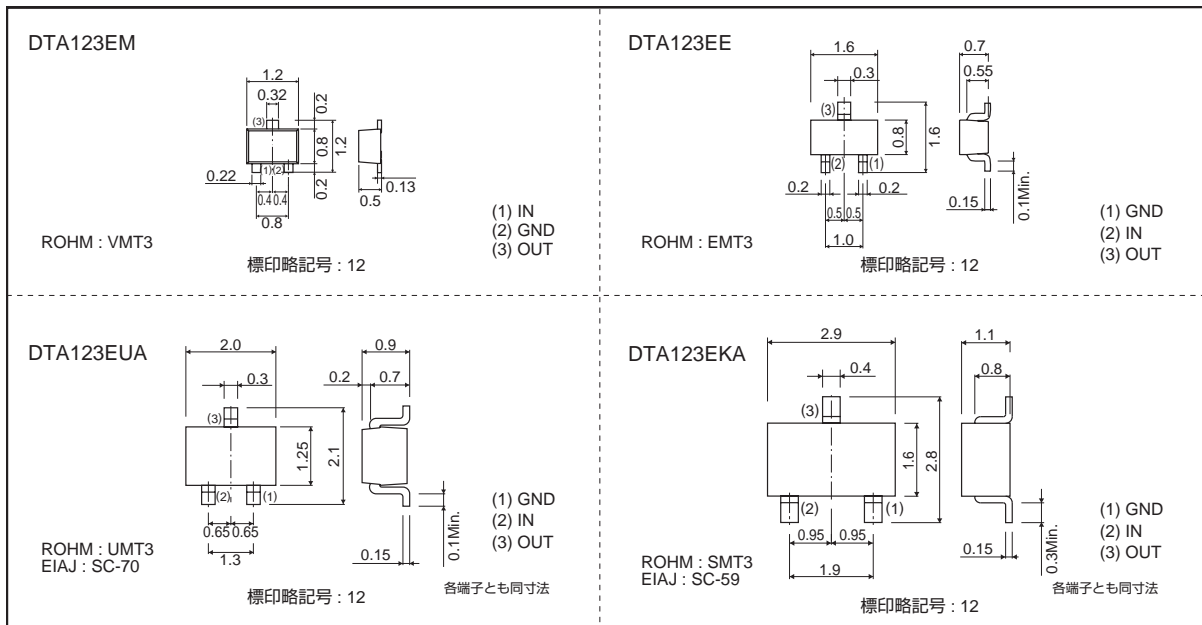 DTA123EM
1.2
0.32
(3)
0.2
0.8
1.2
0.2
(1)
(2)
0.22
0.4
0.4
0.8
0.5
0.13
(1) IN
(2) GND
(3) OUT
ROHM : VMT3
標印略記号 : 12
DTA123EE
1.6
0.3
(3)
0.8
1.6
(2)
(1)
0.2
0.2
0.5
0.5
1.0
0.7
0.55
0.15
0.1Min.
(1) GND
(2) IN
(3) OUT
ROHM : EMT3
標印略記号 : 12
DTA123EUA
2.0
0.3
(3)
1.25
2.1
(2)
(1)
0.65
0.65
1.3
0.9
0.2
0.7
0.15
0.1Min.
(1) GND
(2) IN
(3) OUT
ROHM : UMT3
EIAJ : SC-70
各端子とも同寸法
標印略記号 : 12
DTA123EKA
2.9
0.4
(3)
1.6
2.8
(2)
(1)
0.95
0.95
1.9
1.1
0.8
0.15
0.3Min.
(1) GND
(2) IN
(3) OUT
ROHM : SMT3
EIAJ : SC-59
各端子とも同寸法
標印略記号 : 12